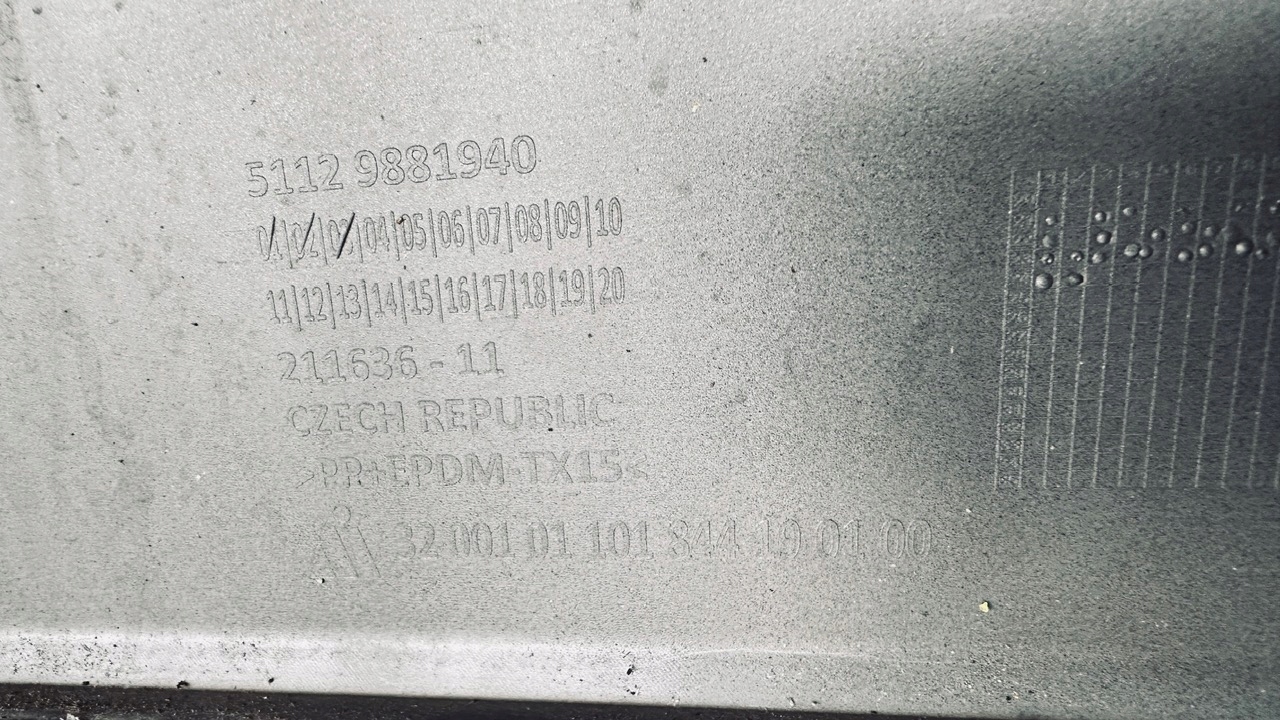 5112 9881940
01|02|03|04|05|06|07|08|09|10
11|12|13|14|15|16|17|18|19|20
211636 - 11
CZECH REPUBLIC
>PP+EPDM-TX15<
32 001 01 101 844 19 01 00